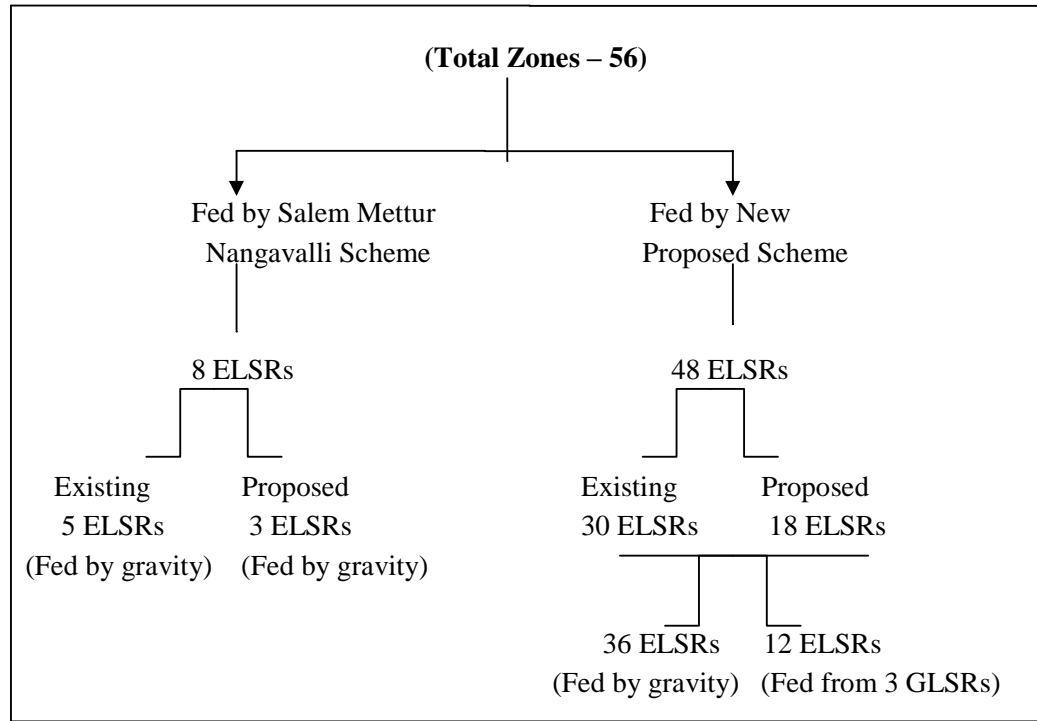 (Total Zones – 56)
Fed by Salem Mettur
Nangavalli Scheme
Fed by New
Proposed Scheme
8 ELSRs
48 ELSRs
Existing
5 ELSRs
(Fed by gravity)
Proposed
3 ELSRs
(Fed by gravity)
Existing
30 ELSRs
Proposed
18 ELSRs
36 ELSRs
(Fed by gravity)
12 ELSRs
(Fed from 3 GLSRs)